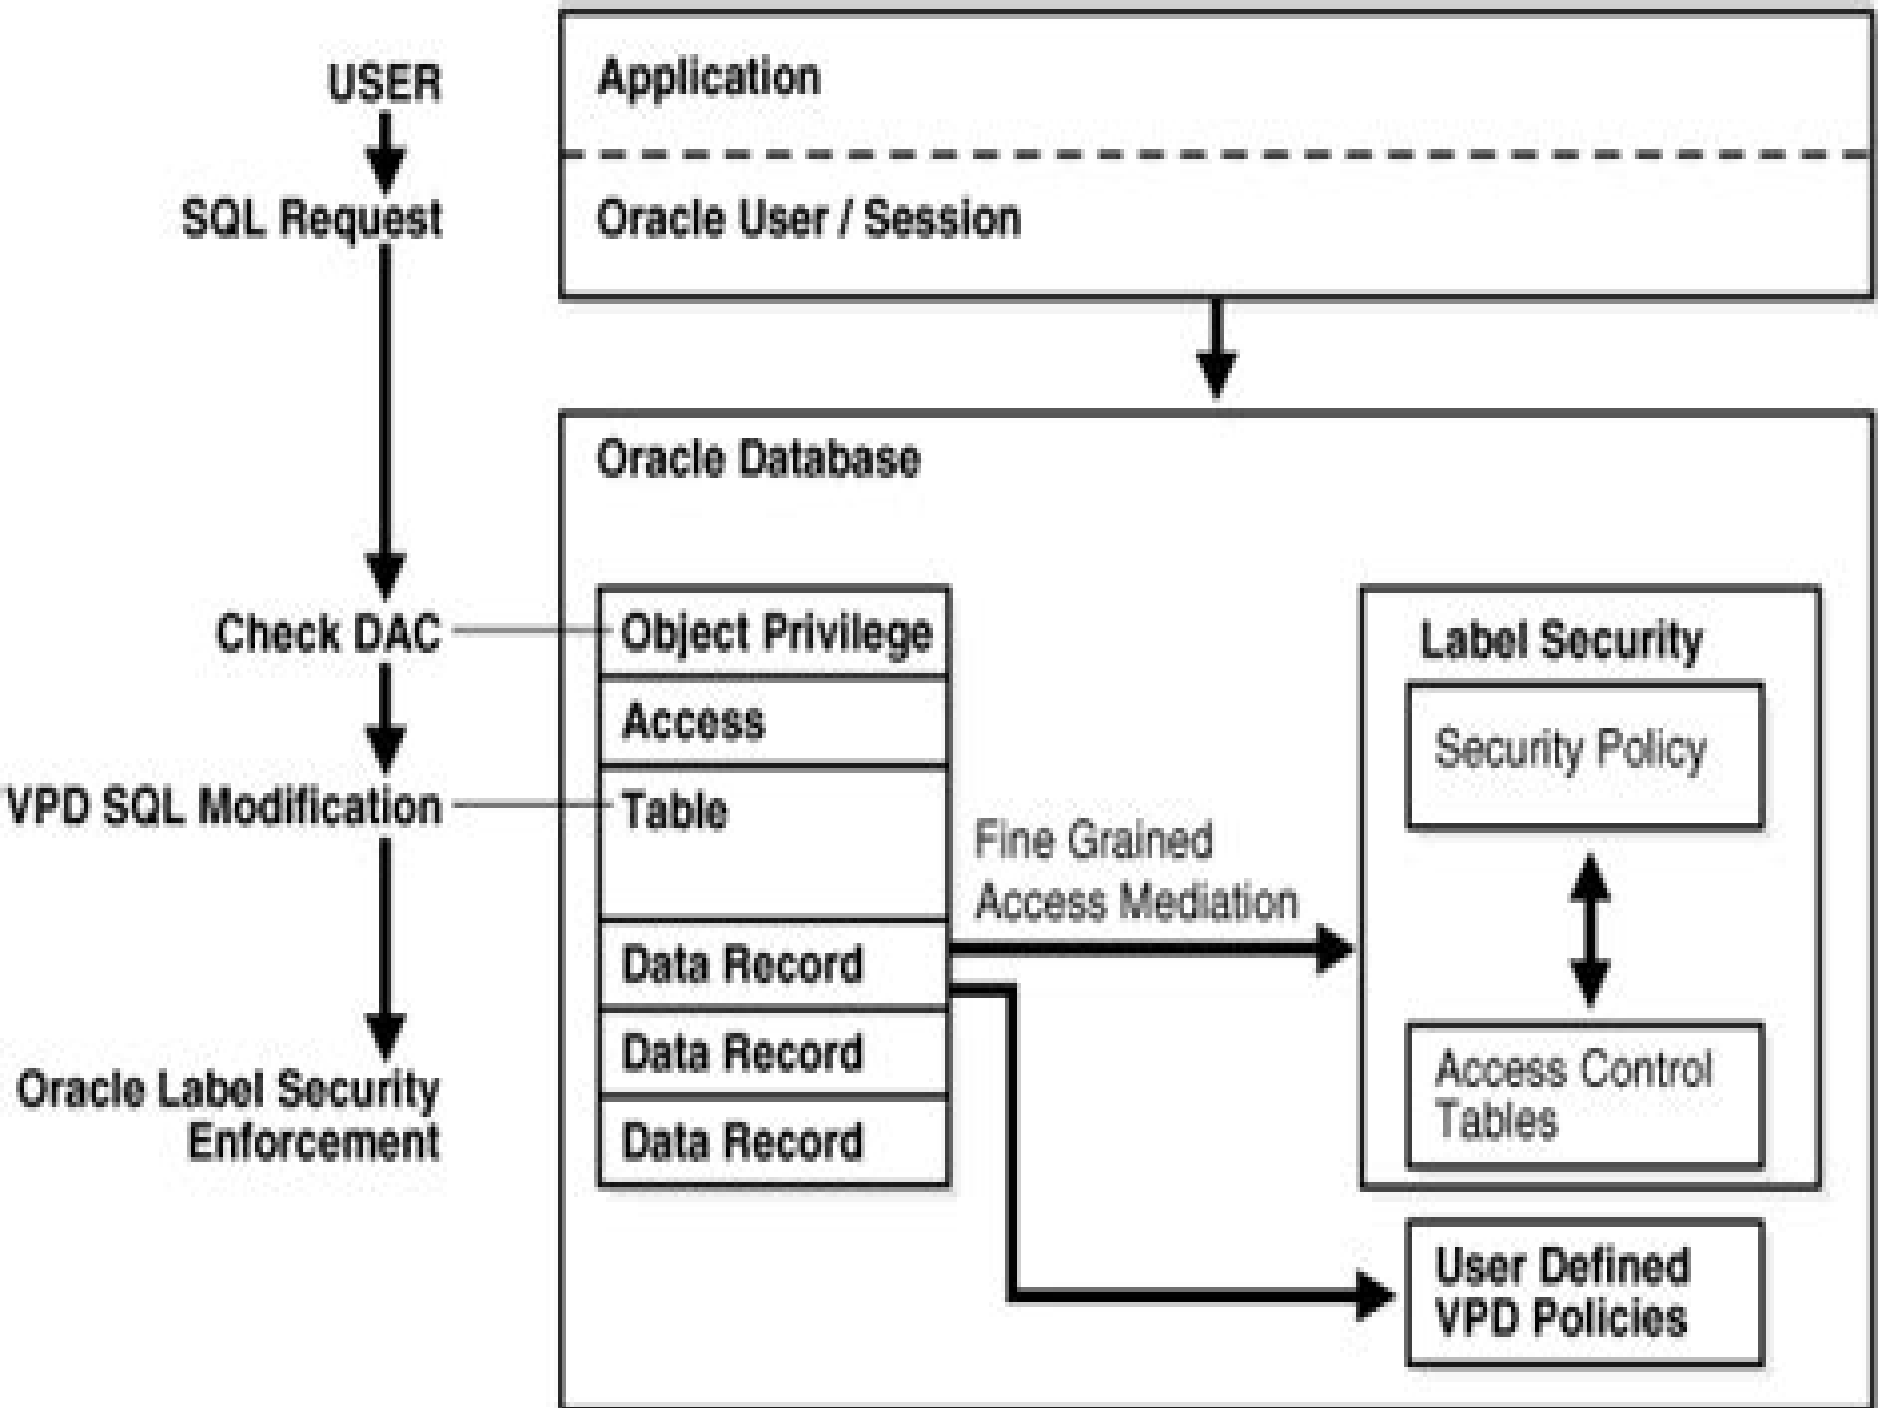 USER
SQL Request
Check DAC
VPD SQL Modification
Oracle Label Security
Enforcement
Application
Oracle User / Session
Oracle Database
Object Privilege
Access
Table
Data Record
Data Record
Data Record
Fine Grained
Access Mediation
Label Security
Security Policy
Access Control
Tables
User Defined
VPD Policies